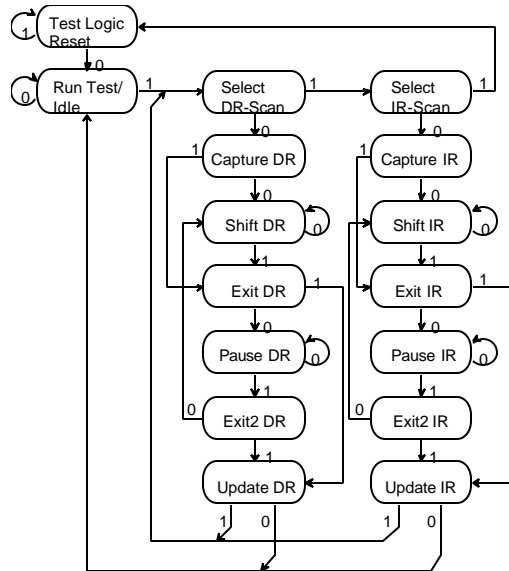 Test Logic
Reset
1
0
Run Test/
Idle
0
1
Select
DR-Scan
1
Select
IR-Scan
1
0
0
1
Capture DR
1
Capture IR
0
0
Shift DR
0
Shift IR
0
1
1
Exit DR
1
Exit IR
1
0
0
Pause DR
0
Pause IR
0
1
1
0
Exit2 DR
0
Exit2 IR
1
1
Update DR
Update IR
1
0
1
0